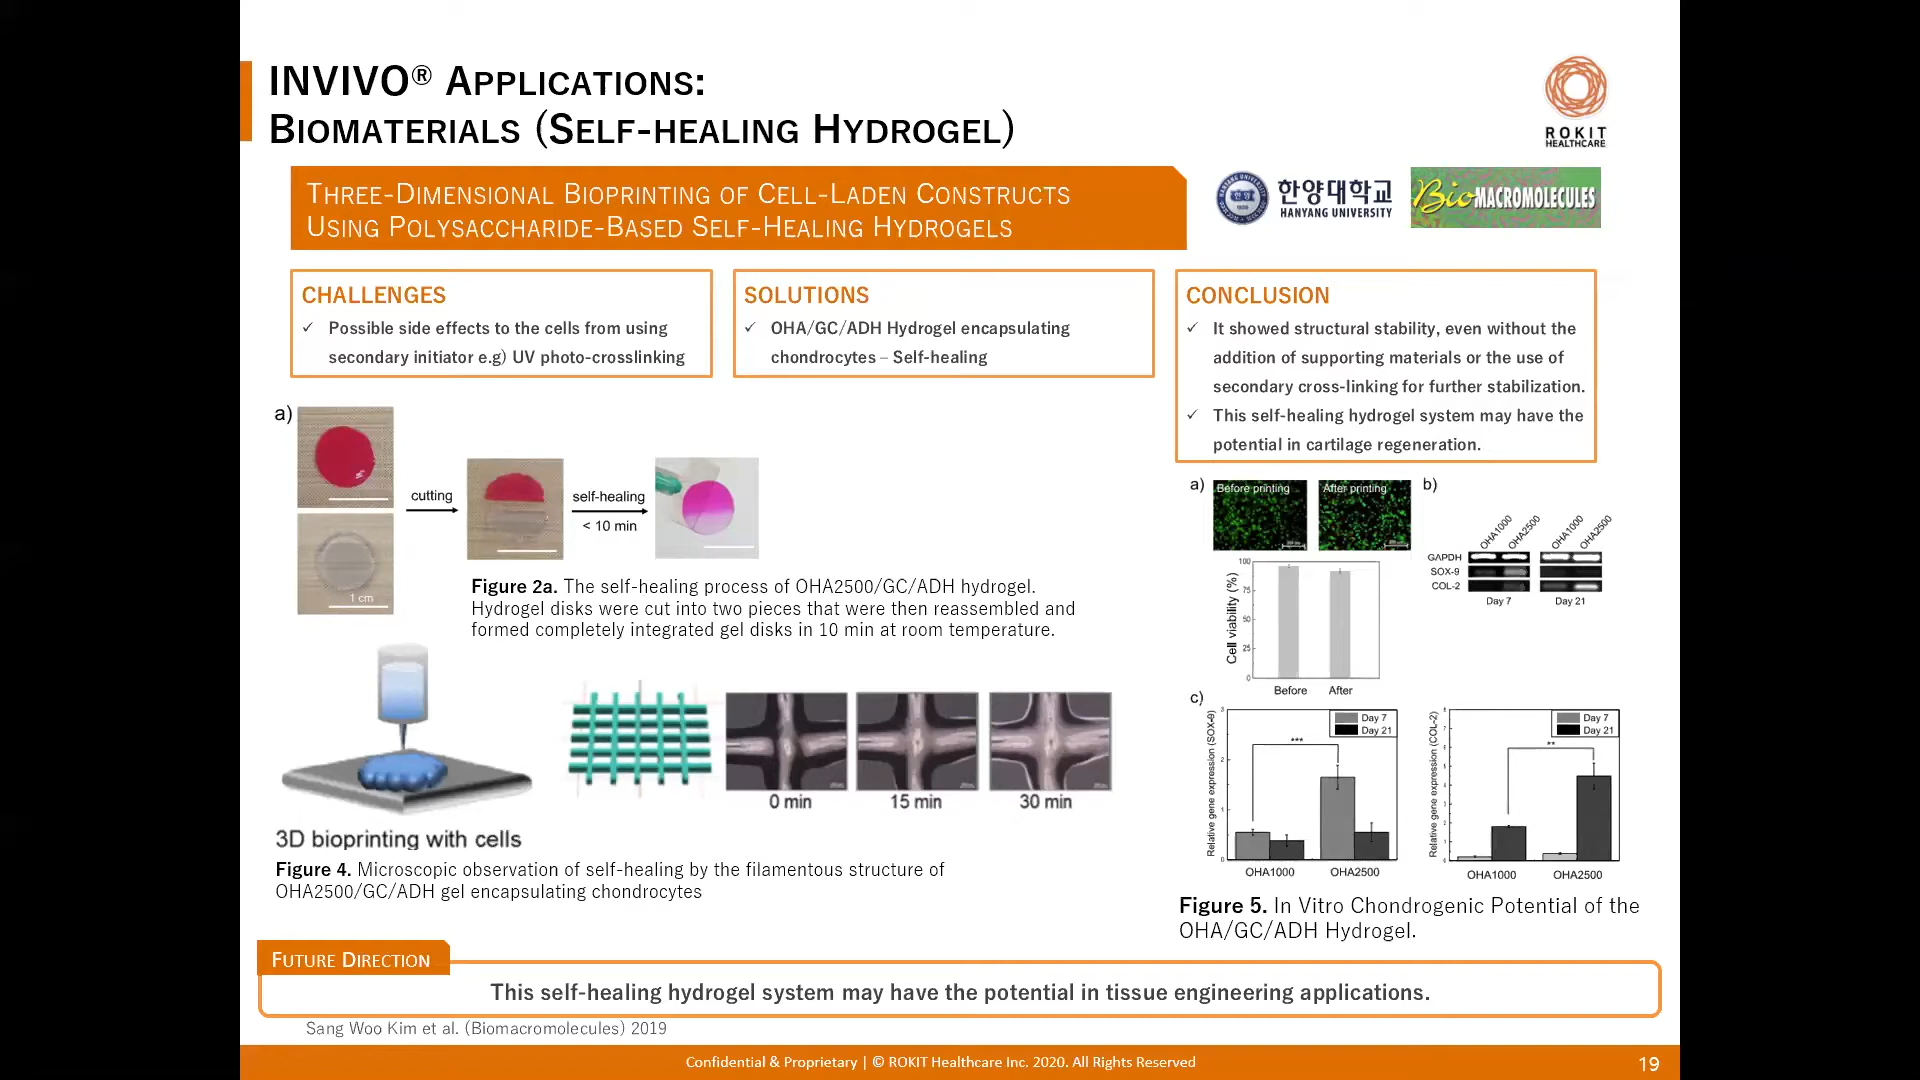 INVIVO® APPLICATIONS:
BIOMATERIALS (SELF-HEALING HYDROGEL)
ROKIT
HEALTHCARE
THREE-DIMENSIONAL BIOPRINTING OF CELL-LADEN CONSTRUCTS
USING POLYSACCHARIDE-BASED SELF-HEALING HYDROGELS
한양대학교
HANYANG UNIVERSITY
BioMACROMOLECULES
CHALLENGES
✓ Possible side effects to the cells from using
secondary initiator e.g) UV photo-crosslinking
SOLUTIONS
✓ OHA/GC/ADH Hydrogel encapsulating
chondrocytes – Self-healing
CONCLUSION
✓ It showed structural stability, even without the
addition of supporting materials or the use of
secondary cross-linking for further stabilization.
✓ This self-healing hydrogel system may have the
potential in cartilage regeneration.
a)
cutting
self-healing
< 10 min
1 cm
Figure 2a. The self-healing process of OHA2500/GC/ADH hydrogel.
Hydrogel disks were cut into two pieces that were then reassembled and
formed completely integrated gel disks in 10 min at room temperature.
0 min
15 min
30 min
3D bioprinting with cells
Figure 4. Microscopic observation of self-healing by the filamentous structure of
OHA2500/GC/ADH gel encapsulating chondrocytes
a)
Before printing
After printing
Cell viability (%)
100
75
50
25
0
Before
After
b)
OHA1000
OHA2500
OHA1000
OHA2500
GAPDH
SOX-9
COL-2
Day 7
Day 21
c)
Relative gene expression (SOX-9)
3
2
1
0
Day 7
Day 21
***
OHA1000
OHA2500
Relative gene expression (COL-2)
Day 7
Day 21
**
OHA1000
OHA2500
Figure 5. In Vitro Chondrogenic Potential of the
OHA/GC/ADH Hydrogel.
FUTURE DIRECTION
This self-healing hydrogel system may have the potential in tissue engineering applications.
Sang Woo Kim et al. (Biomacromolecules) 2019
Confidential & Proprietary | © ROKIT Healthcare Inc. 2020. All Rights Reserved
19